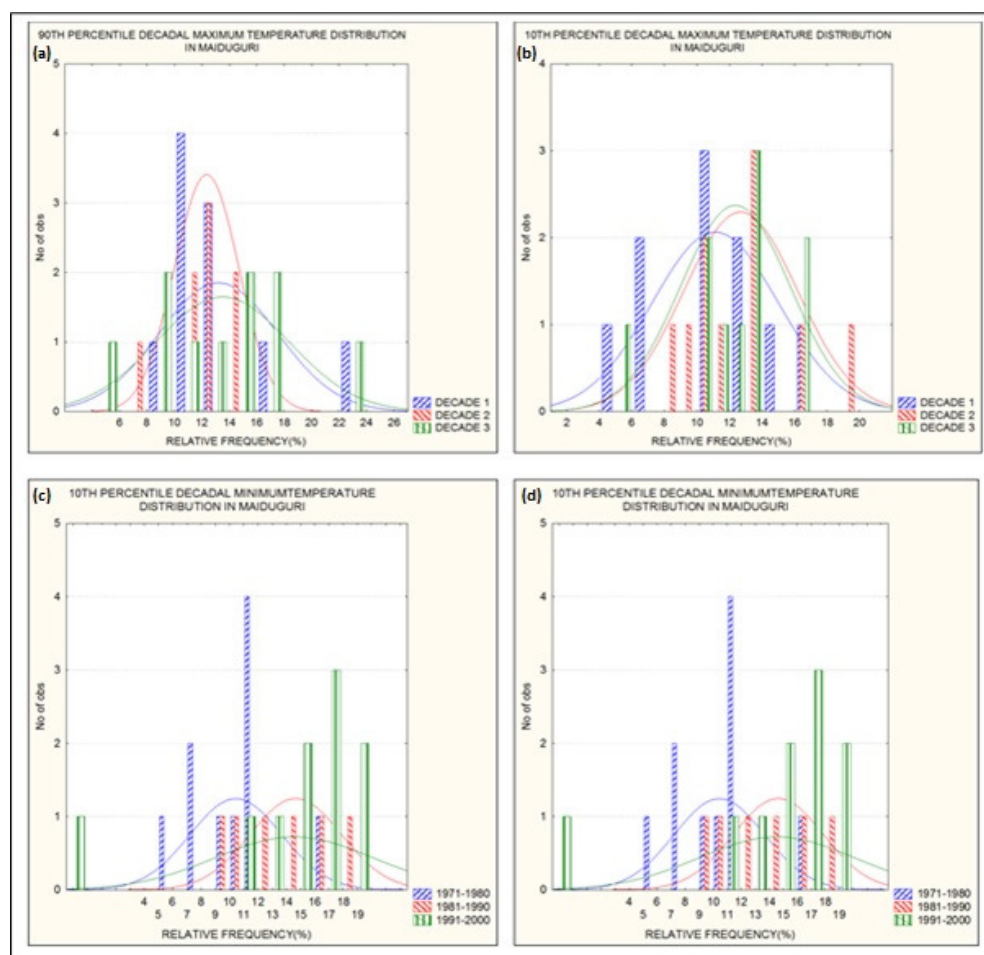 (a)
90TH PERCENTILE DECADAL MAXIMUM TEMPERATURE DISTRIBUTION
IN MAIDUGURI
5
4
3
2
1
0
No of obs
6 8 10 12 14 16 18 20 22 24 26
RELATIVE FREQUENCY(%)
DECADE 1
DECADE 2
DECADE 3
(b)
10TH PERCENTILE DECADAL MAXIMUM TEMPERATURE DISTRIBUTION
IN MAIDUGURI
4
3
2
1
0
No of obs
2 4 6 8 10 12 14 16 18 20
RELATIVE FREQUENCY(%)
DECADE 1
DECADE 2
DECADE 3
(c)
10TH PERCENTILE DECADAL MINIMUMTEMPERATURE
DISTRIBUTION IN MAIDUGURI
5
4
3
2
1
0
No of obs
4 6 8 10 12 14 16 18
5 7 9 11 13 15 17 19
RELATIVE FREQUENCY(%)
1971-1980
1981-1990
1991-2000
(d)
10TH PERCENTILE DECADAL MINIMUMTEMPERATURE
DISTRIBUTION IN MAIDUGURI
5
4
3
2
1
0
No of obs
4 6 8 10 12 14 16 18
5 7 9 11 13 15 17 19
RELATIVE FREQUENCY(%)
1971-1980
1981-1990
1991-2000